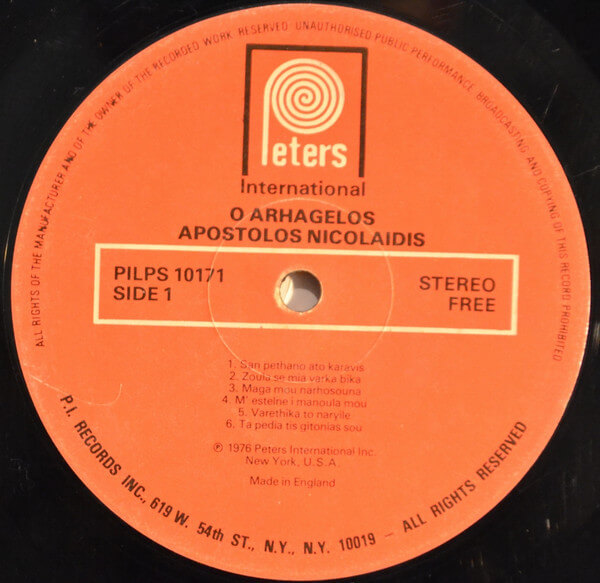 ALL RIGHTS OF THE MANUFACTURER AND OF THE OWNER OF THE RECORDED WORK RESERVED UNAUTHORISED PUBLIC PERFORMANCE BROADCASTING AND COPYING OF THIS RECORD PROHIBITED
Peters
International
O ARHAGELOS
APOSTOLOS NICOLAIDIS
PILPS 10171
SIDE 1
STEREO
FREE
1. San pethano ato karavis
2. Zoula se mia varka bika
3. Maga mou narhosouna
4. M' estelne i manoula mou
5. Varethika to naryile
6. Ta pedia tis gitonias sou
℗ 1976 Peters International Inc.
New York, U.S.A.
Made in England
P.I. RECORDS INC., 619 W. 54th ST., N.Y., N.Y. 10019 – ALL RIGHTS RESERVED